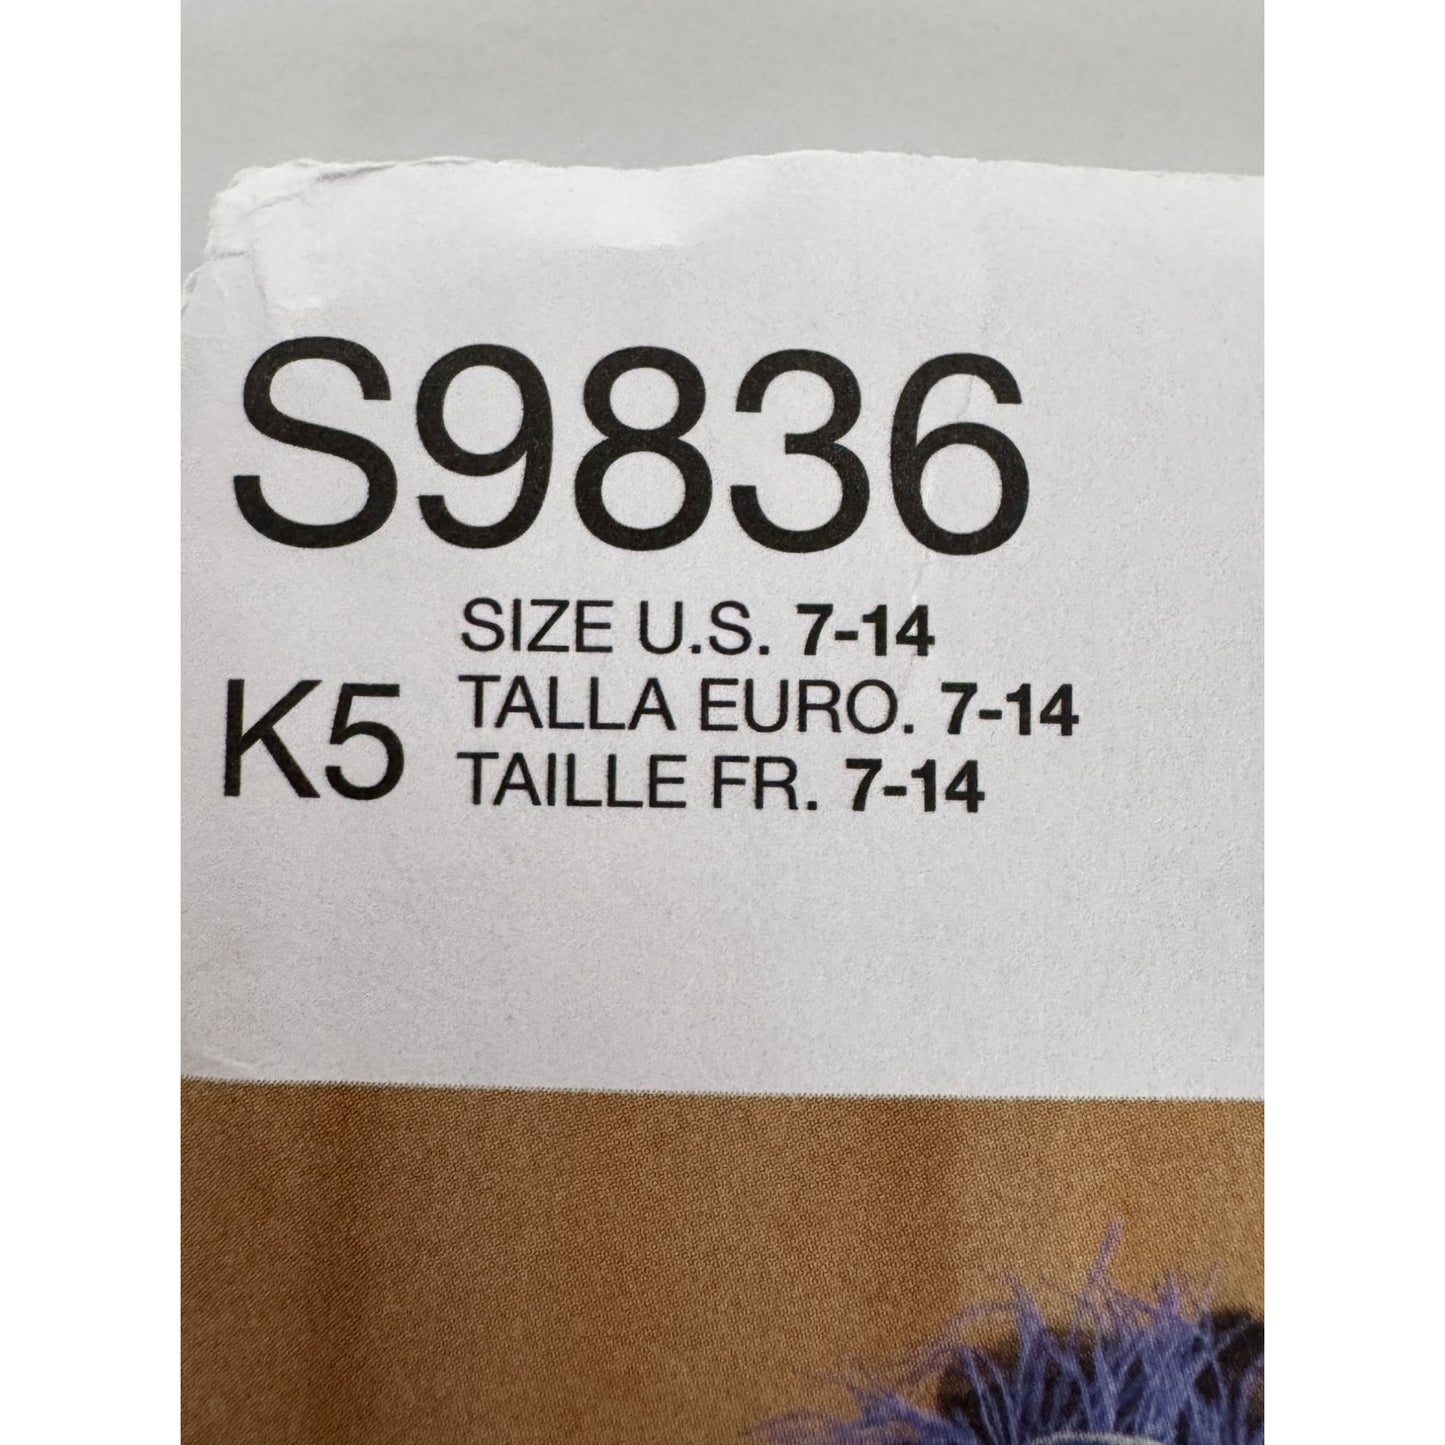 S9836
K5
SIZE U.S. 7-14
TALLA EURO. 7-14
TAILLE FR. 7-14